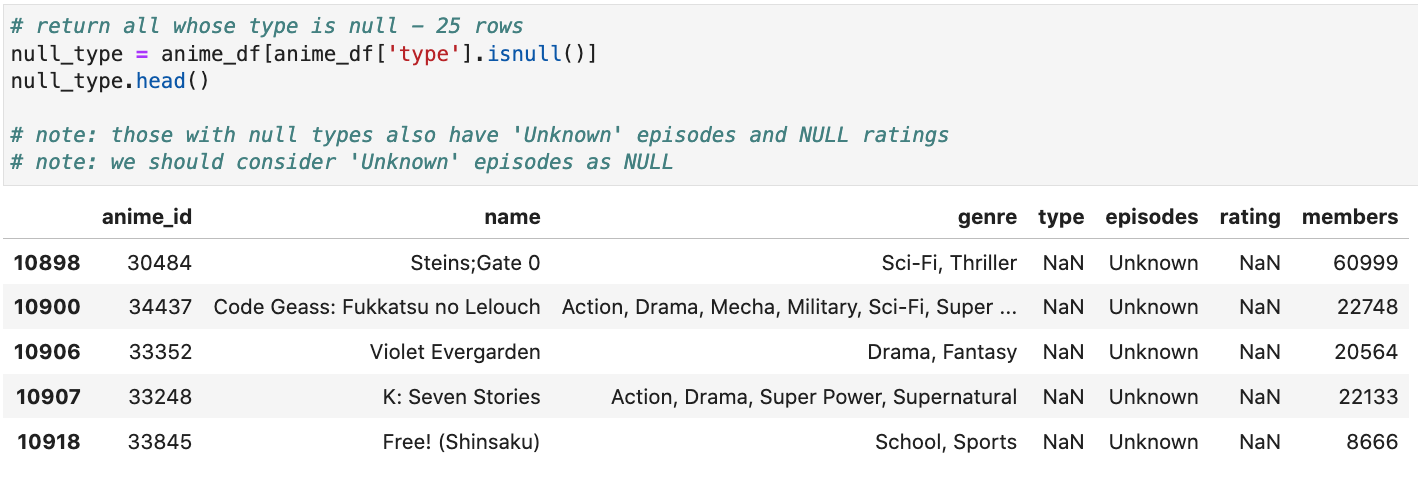 # return all whose type is null - 25 rows
null_type = anime_df[anime_df['type'].isnull()]
null_type.head()
# note: those with null types also have 'Unknown' episodes and NULL ratings
# note: we should consider 'Unknown' episodes as NULL
anime_id name genre type episodes rating members
10898 30484 Steins;Gate 0 Sci-Fi, Thriller NaN Unknown NaN 60999
10900 34437 Code Geass: Fukkatsu no Lelouch Action, Drama, Mecha, Military, Sci-Fi, Super ... NaN Unknown NaN 22748
10906 33352 Violet Evergarden Drama, Fantasy NaN Unknown NaN 20564
10907 33248 K: Seven Stories Action, Drama, Super Power, Supernatural NaN Unknown NaN 22133
10918 33845 Free! (Shinsaku) School, Sports NaN Unknown NaN 8666